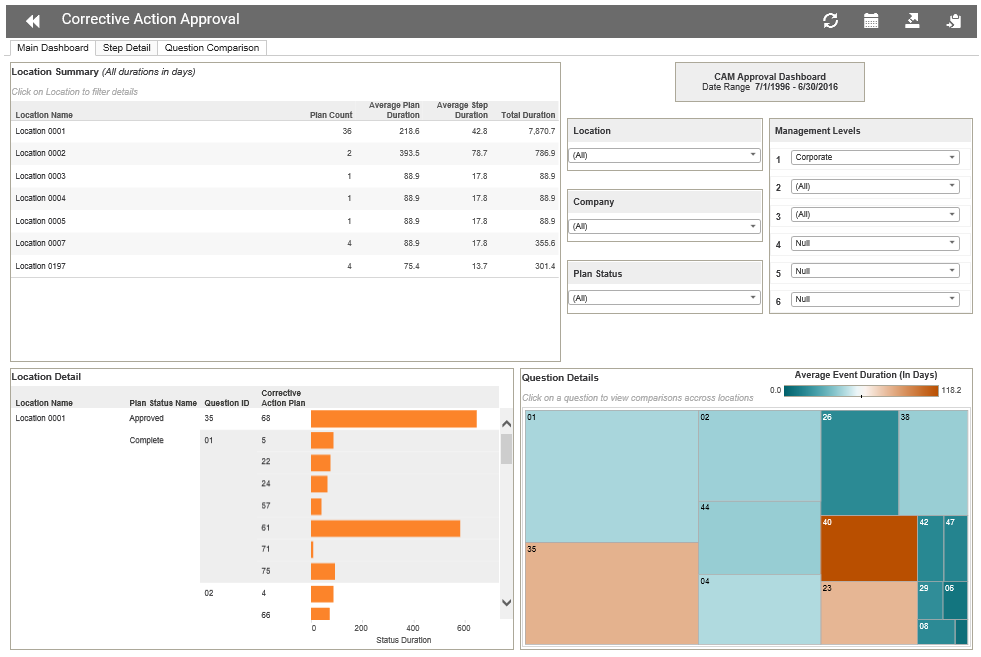 Corrective Action Approval
Main Dashboard Step Detail Question Comparison
Location Summary (All durations in days)
Click on Location to filter details
Location Name Plan Count Average Plan Duration Average Step Duration Total Duration
Location 0001 36 218.6 42.8 7,870.7
Location 0002 2 393.5 78.7 786.9
Location 0003 1 88.9 17.8 88.9
Location 0004 1 88.9 17.8 88.9
Location 0005 1 88.9 17.8 88.9
Location 0007 4 88.9 17.8 355.6
Location 0197 4 75.4 13.7 301.4
CAM Approval Dashboard
Date Range 7/1/1996 - 6/30/2016
Location
(All)
Company
(All)
Plan Status
(All)
Management Levels
1 Corporate
2 (All)
3 (All)
4 Null
5 Null
6 Null
Location Detail
Location Name Plan Status Name Question ID Corrective Action Plan
Location 0001 Approved 35 68
Complete 01 5
22
24
57
61
71
75
02 4
66
0 200 400 600
Status Duration
Question Details
Click on a question to view comparisons accross locations
Average Event Duration (In Days)
0.0 118.2
01 02 26 38
44
40 42 47
35
04 23 29 06
08